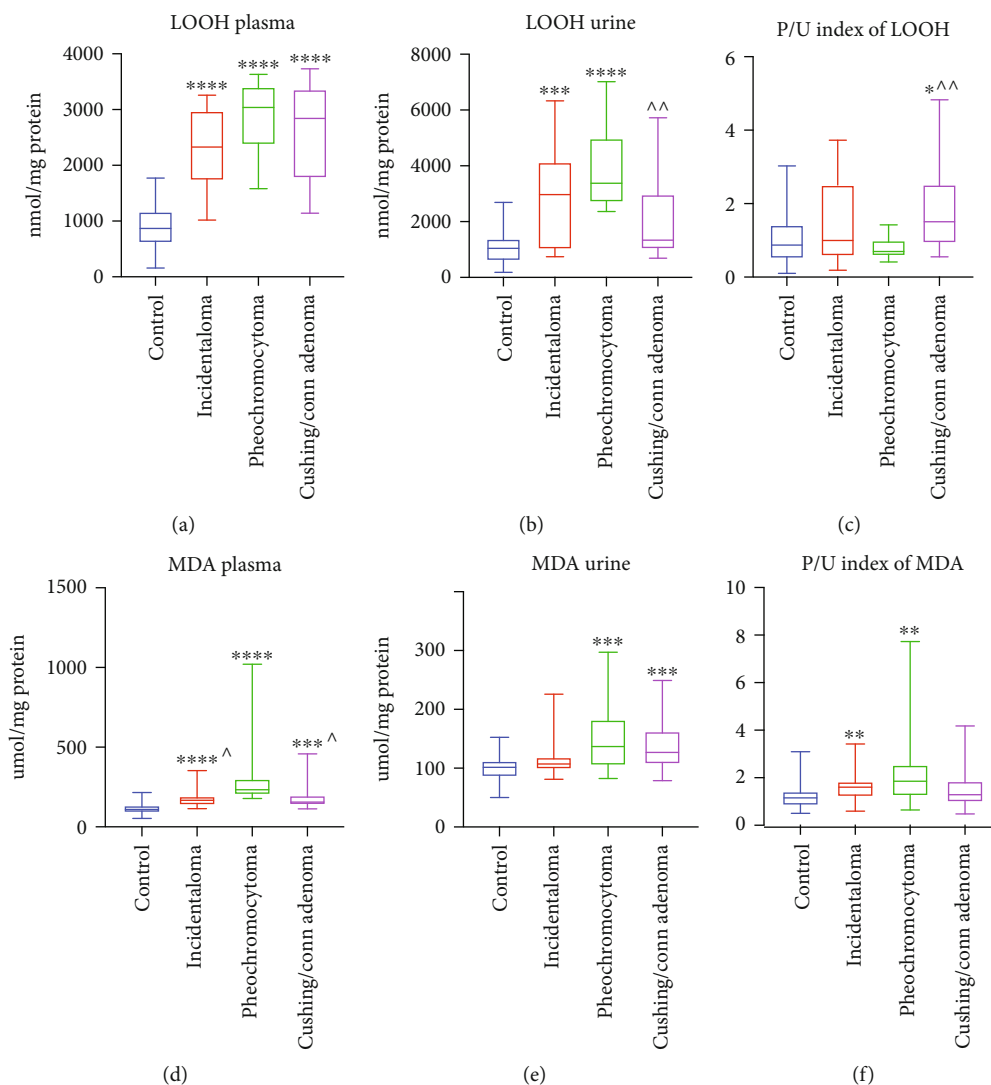 LOOH plasma
nmol/mg protein
4000
3000
2000
1000
0
****
****
****
Control
Incidentaloma
Pheochromocytoma
Cushing/conn adenoma
(a)
LOOH urine
nmol/mg protein
8000
6000
4000
2000
0
***
****
^^
Control
Incidentaloma
Pheochromocytoma
Cushing/conn adenoma
(b)
P/U index of LOOH
6
4
2
0
*^^
Control
Incidentaloma
Pheochromocytoma
Cushing/conn adenoma
(c)
MDA plasma
umol/mg protein
1500
1000
500
0
****^
****
***^
Control
Incidentaloma
Pheochromocytoma
Cushing/conn adenoma
(d)
MDA urine
umol/mg protein
300
200
100
0
***
***
Control
Incidentaloma
Pheochromocytoma
Cushing/conn adenoma
(e)
P/U index of MDA
10
8
6
4
2
0
**
**
Control
Incidentaloma
Pheochromocytoma
Cushing/conn adenoma
(f)